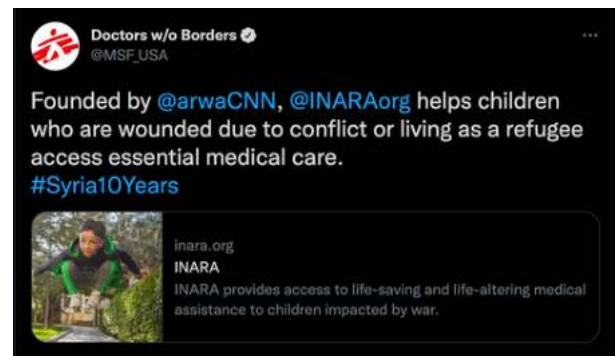 Doctors w/o Borders
@MSF_USA
Founded by @arwaCNN, @INARAorg helps children
who are wounded due to conflict or living as a refugee
access essential medical care.
#Syria10Years
inara.org
INARA
INARA provides access to life-saving and life-altering medical
assistance to children impacted by war.